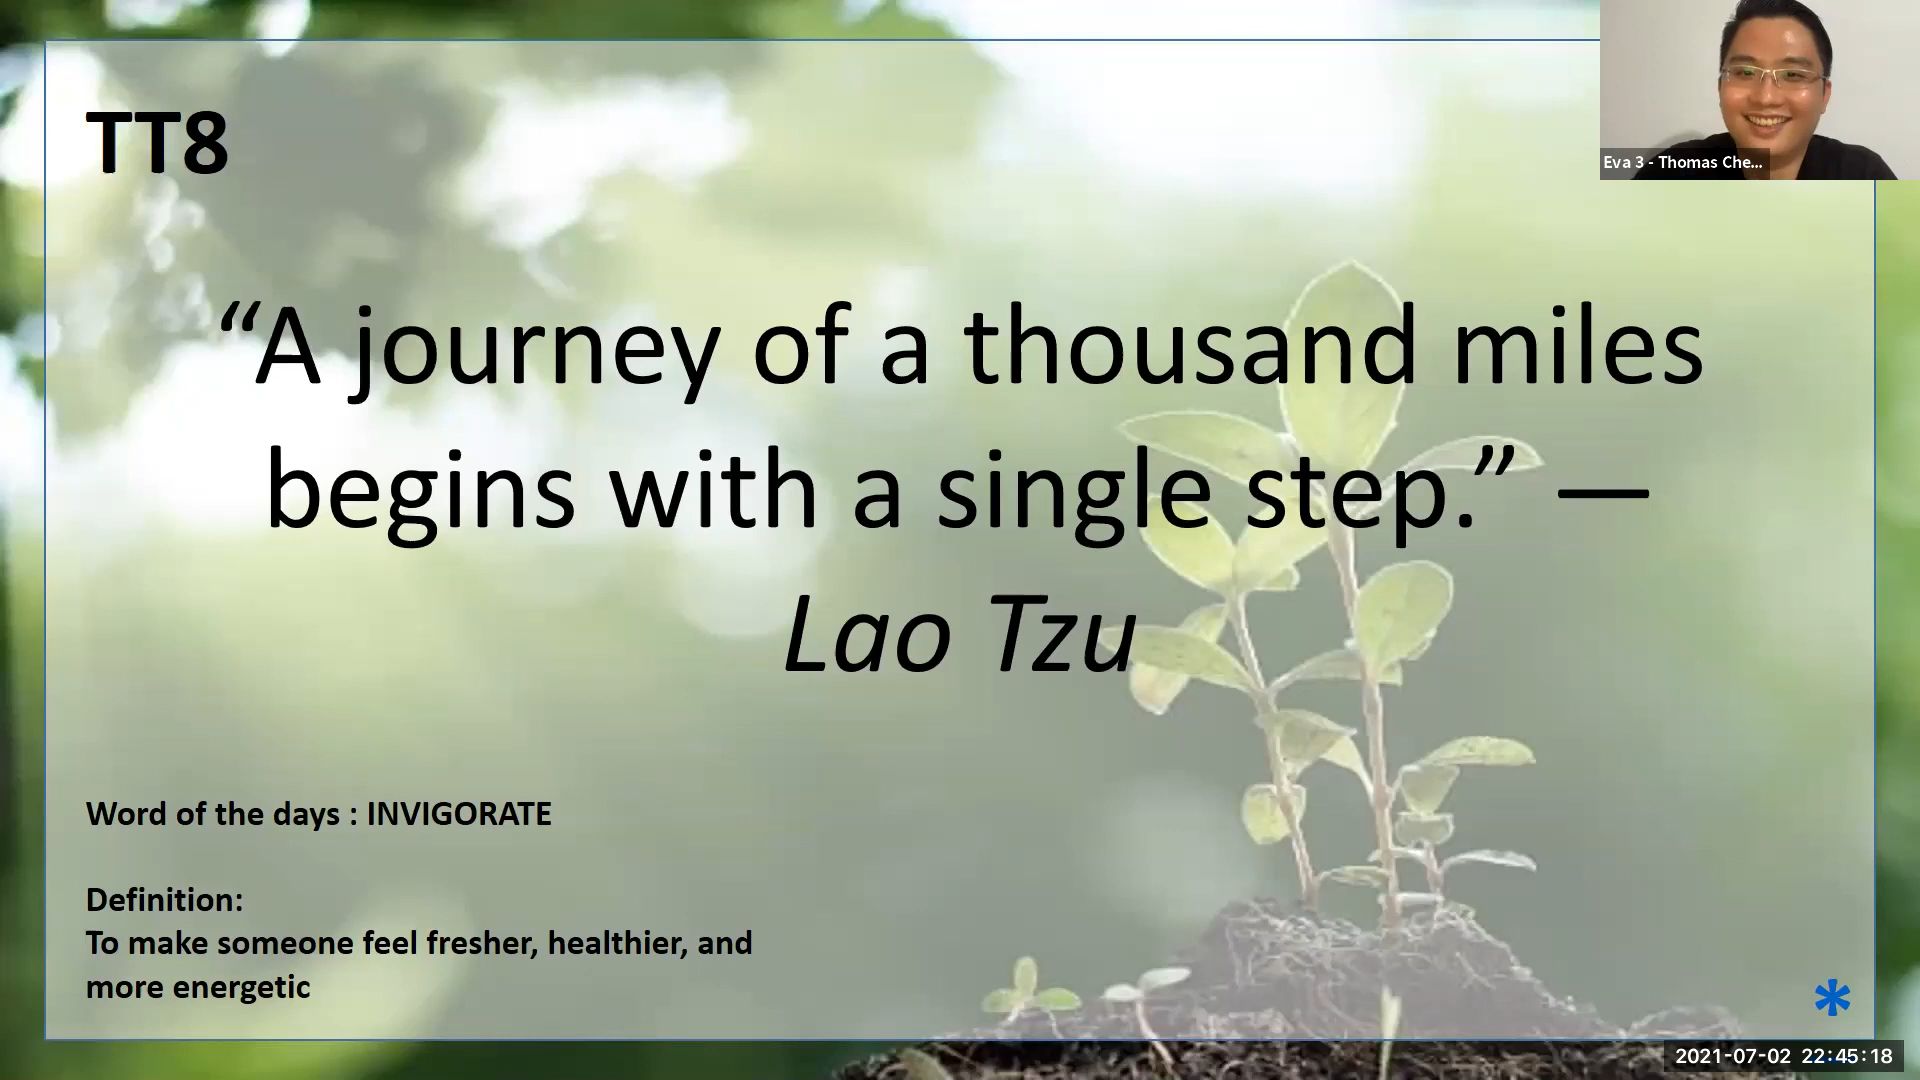 TT8
Eva 3 - Thomas Che...
“A journey of a thousand miles
begins with a single step.” —
Lao Tzu
Word of the days : INVIGORATE
Definition:
To make someone feel fresher, healthier, and
more energetic
*
2021-07-02 22:45:18